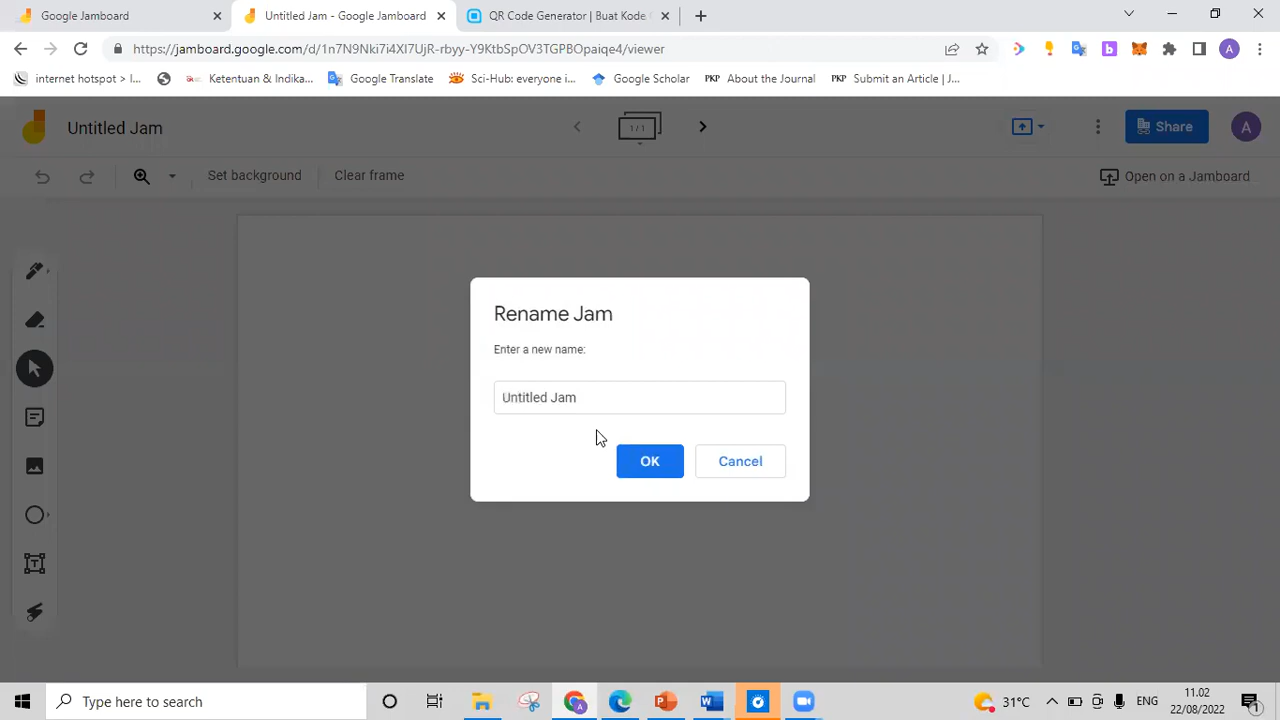 Google Jamboard
Untitled Jam - Google Jamboard
QR Code Generator | Buat Kode
https://jamboard.google.com/d/1n7N9Nki7i4XI7UjR-rbyy-Y9KtbSpOV3TGPBOpaiqe4/viewer
A
internet hotspot > I...
Ketentuan & Indika...
Google Translate
Sci-Hub: everyone i...
Google Scholar
PKP About the Journal
PKP Submit an Article | J...
Untitled Jam
1 / 1
Share
A
Set background
Clear frame
Open on a Jamboard
Rename Jam
Enter a new name:
Untitled Jam
OK
Cancel
Type here to search
31°C
ENG
11.02
22/08/2022